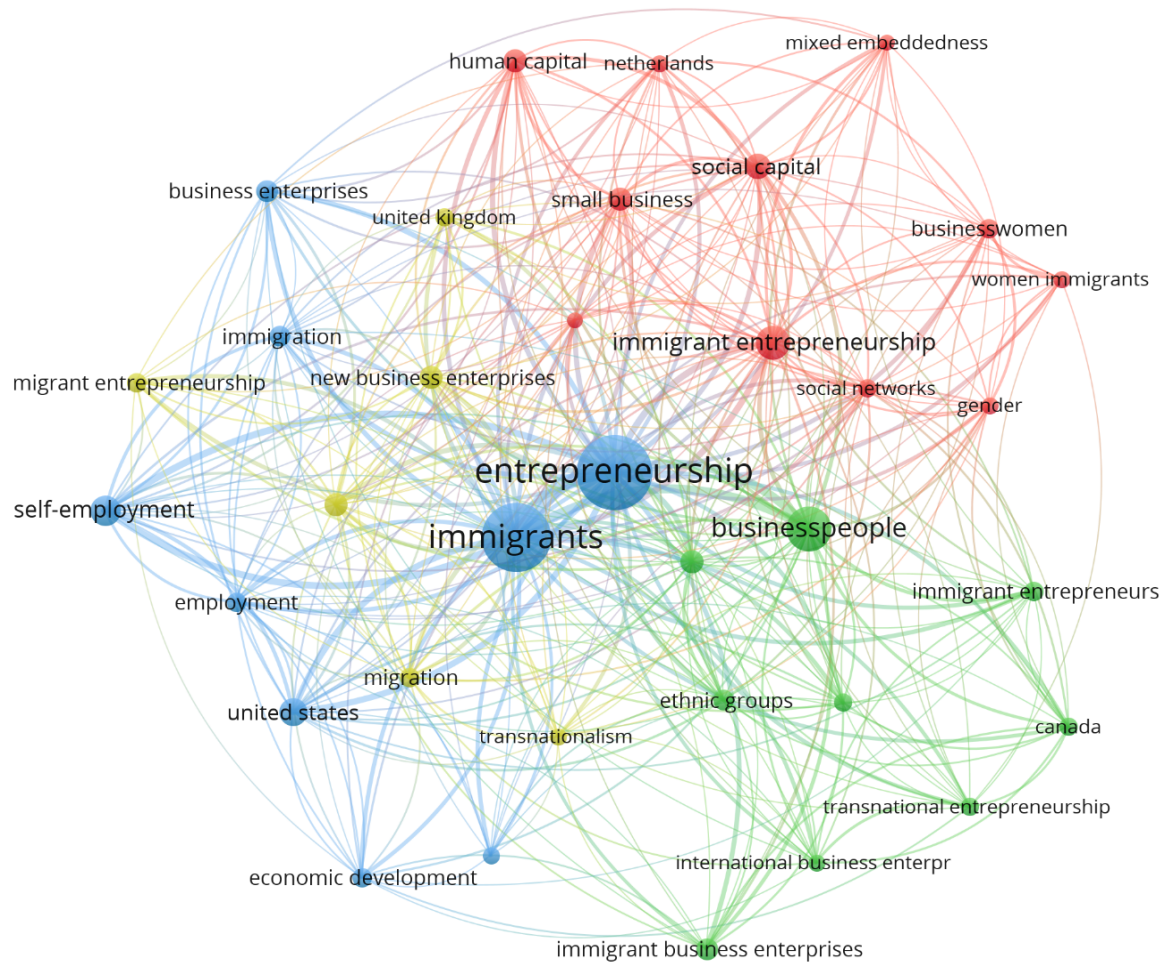 mixed embeddedness
human capital
netherlands
social capital
business enterprises
small business
united kingdom
businesswomen
women immigrants
immigration
immigrant entrepreneurship
migrant entrepreneurship
new business enterprises
social networks
gender
entrepreneurship
self-employment
immigrants
businesspeople
immigrant entrepreneurs
employment
migration
ethnic groups
united states
transnationalism
canada
transnational entrepreneurship
international business enterpr
economic development
immigrant business enterprises